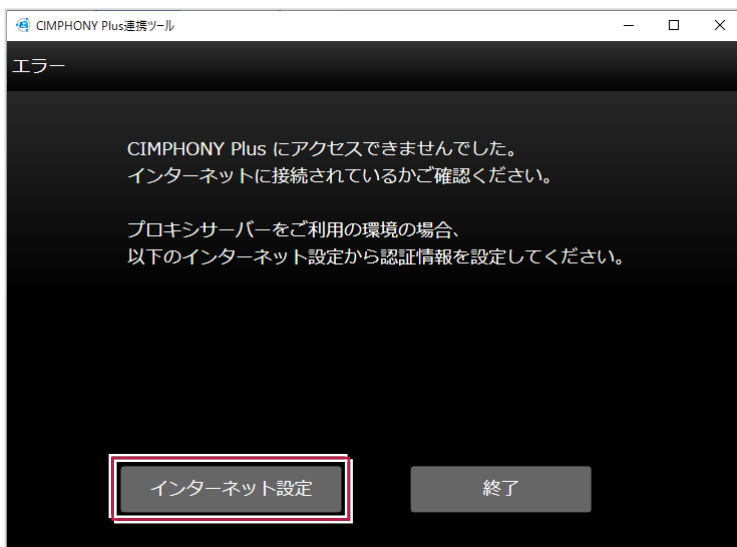 CIMPHONY Plus連携ツール
エラー
CIMPHONY Plus にアクセスできませんでした。
インターネットに接続されているかご確認ください。
プロキシサーバーをご利用の環境の場合、
以下のインターネット設定から認証情報を設定してください。
インターネット設定
終了